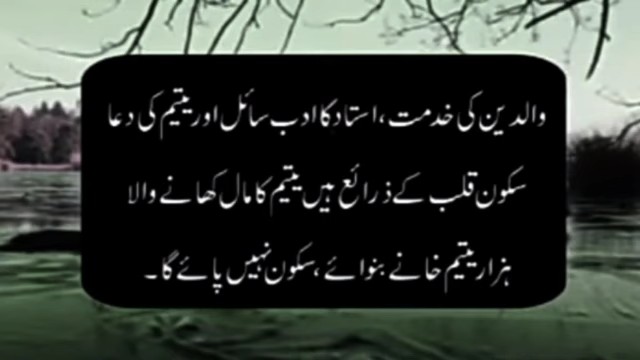 والدین کی خدمت ،استاد کا ادب سائل اور یتیم کی دعا
سکون قلب کے ذرائع ہیں یتیم کا مال کھانے والا
ہزار یتیم خانے بنوائے ،سکون نہیں پائے گا ۔